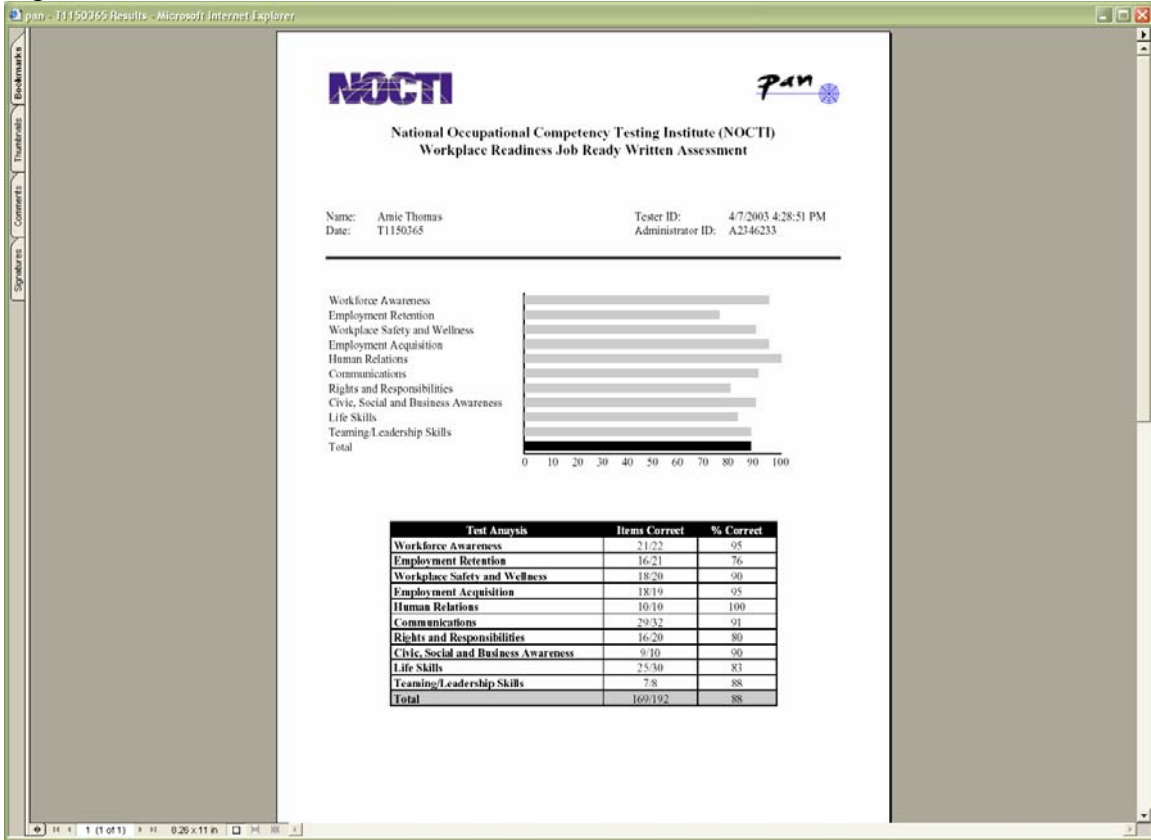 pan - T1150365 Results - Microsoft Internet Explorer
Bookmarks
Thumbnails
Comments
Signatures
NOCTI
pan
National Occupational Competency Testing Institute (NOCTI)
Workplace Readiness Job Ready Written Assessment
Name: Arnie Thomas Tester ID: 4/7/2003 4:28:51 PM
Date: T1150365 Administrator ID: A2346233
Workforce Awareness
Employment Retention
Workplace Safety and Wellness
Employment Acquisition
Human Relations
Communications
Rights and Responsibilities
Civic, Social and Business Awareness
Life Skills
Teaming/Leadership Skills
Total
0 10 20 30 40 50 60 70 80 90 100
Test Anaysis Items Correct % Correct
Workforce Awareness 21/22 95
Employment Retention 16/21 76
Workplace Safety and Wellness 18/20 90
Employment Acquisition 18/19 95
Human Relations 10/10 100
Communications 29/32 91
Rights and Responsibilities 16/20 80
Civic, Social and Business Awareness 9/10 90
Life Skills 25/30 83
Teaming/Leadership Skills 7/8 88
Total 169/192 88
1 (1 of 1) 8.26 x 11 in